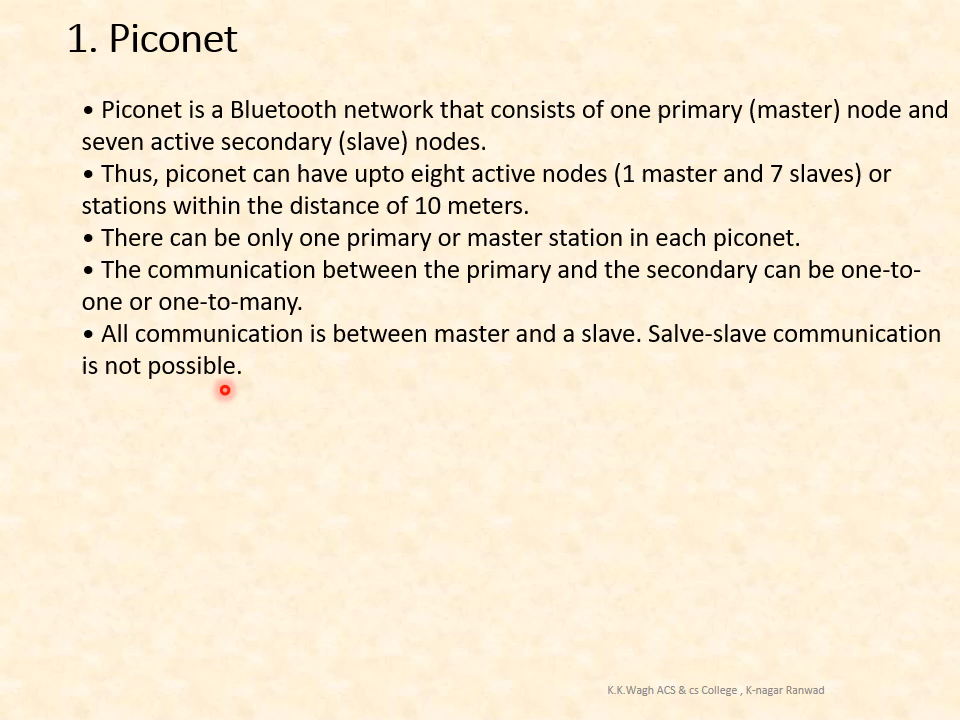 1. Piconet
• Piconet is a Bluetooth network that consists of one primary (master) node and
seven active secondary (slave) nodes.
• Thus, piconet can have upto eight active nodes (1 master and 7 slaves) or
stations within the distance of 10 meters.
• There can be only one primary or master station in each piconet.
• The communication between the primary and the secondary can be one-to-
one or one-to-many.
• All communication is between master and a slave. Salve-slave communication
is not possible.
K.K.Wagh ACS & cs College , K-nagar Ranwad